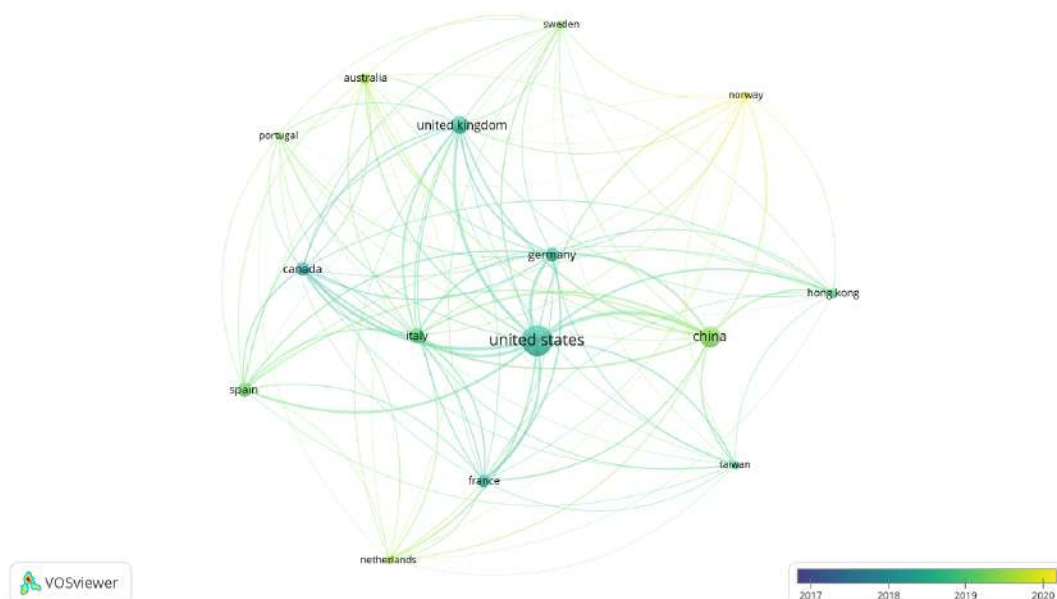 sweden
australia
norway
united kingdom
portugal
germany
canada
hong kong
italy
united states
china
spain
taiwan
france
netherlands
VOSviewer
2017 2018 2019 2020